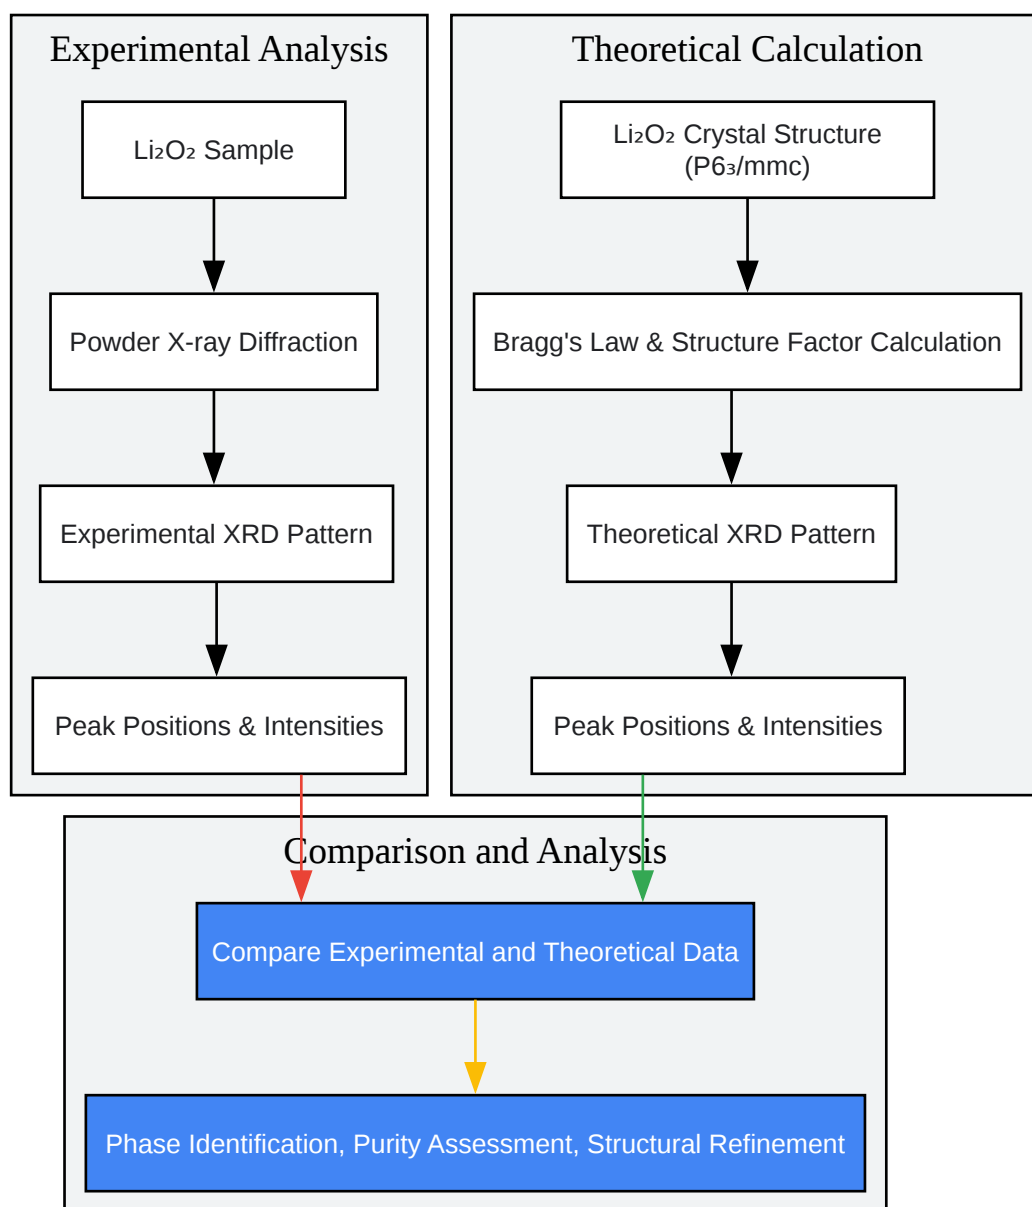 Experimental Analysis
Li₂O₂ Sample
Powder X-ray Diffraction
Experimental XRD Pattern
Peak Positions & Intensities
Theoretical Calculation
Li₂O₂ Crystal Structure
(P6₃/mmc)
Bragg's Law & Structure Factor Calculation
Theoretical XRD Pattern
Peak Positions & Intensities
Comparison and Analysis
Compare Experimental and Theoretical Data
Phase Identification, Purity Assessment, Structural Refinement